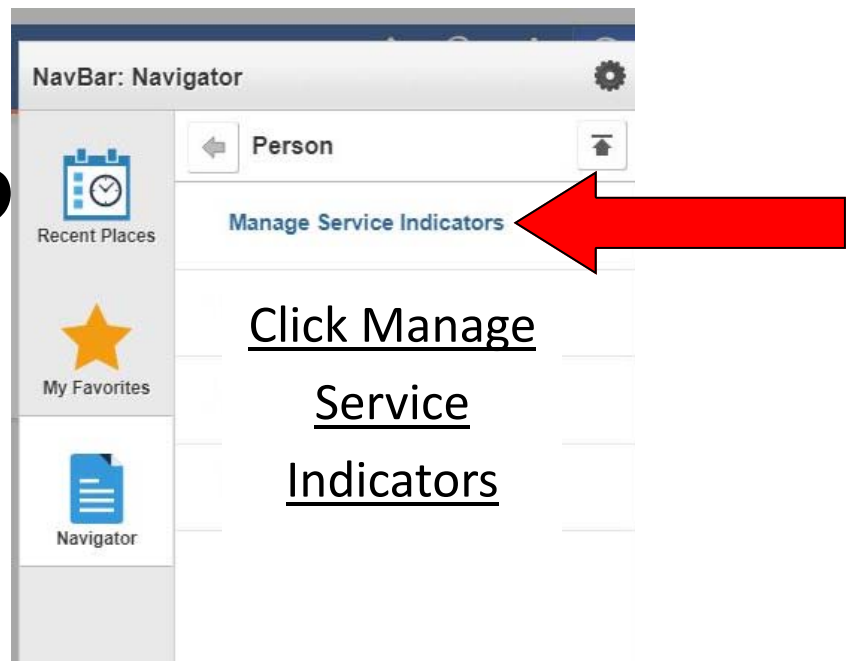 NavBar: Navigator
Person
Recent Places
Manage Service Indicators
Click Manage
Service
Indicators
My Favorites
Navigator